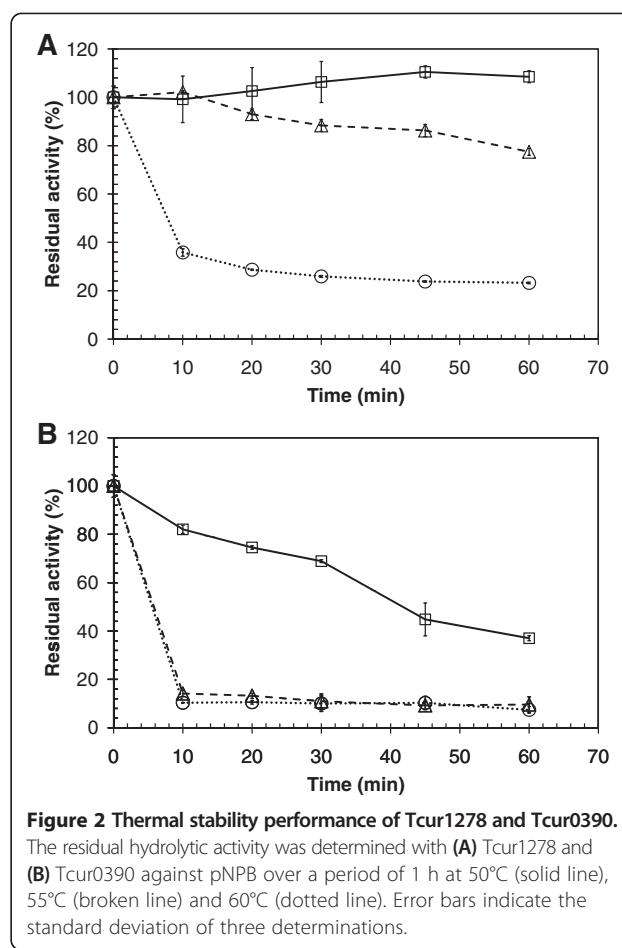 A
120
100
80
60
40
20
0
Residual activity (%)
0 10 20 30 40 50 60 70
Time (min)
B
120
100
80
60
40
20
0
Residual activity (%)
0 10 20 30 40 50 60 70
Time (min)
Figure 2 Thermal stability performance of Tcur1278 and Tcur0390.
The residual hydrolytic activity was determined with (A) Tcur1278 and
(B) Tcur0390 against pNPB over a period of 1 h at 50°C (solid line),
55°C (broken line) and 60°C (dotted line). Error bars indicate the
standard deviation of three determinations.